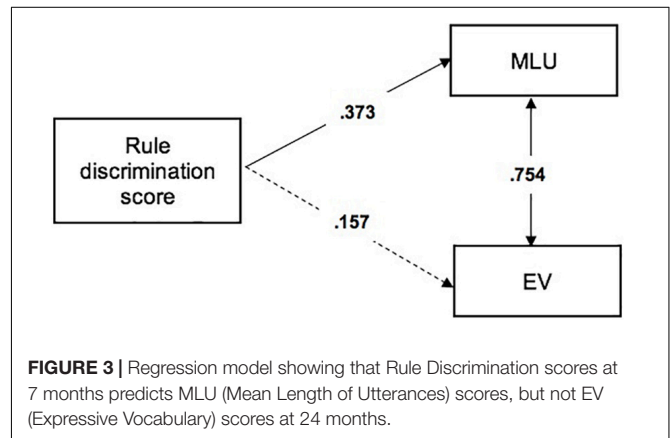 MLU
.373
Rule
discrimination
score
.754
.157
EV
FIGURE 3 | Regression model showing that Rule Discrimination scores at
7 months predicts MLU (Mean Length of Utterances) scores, but not EV
(Expressive Vocabulary) scores at 24 months.